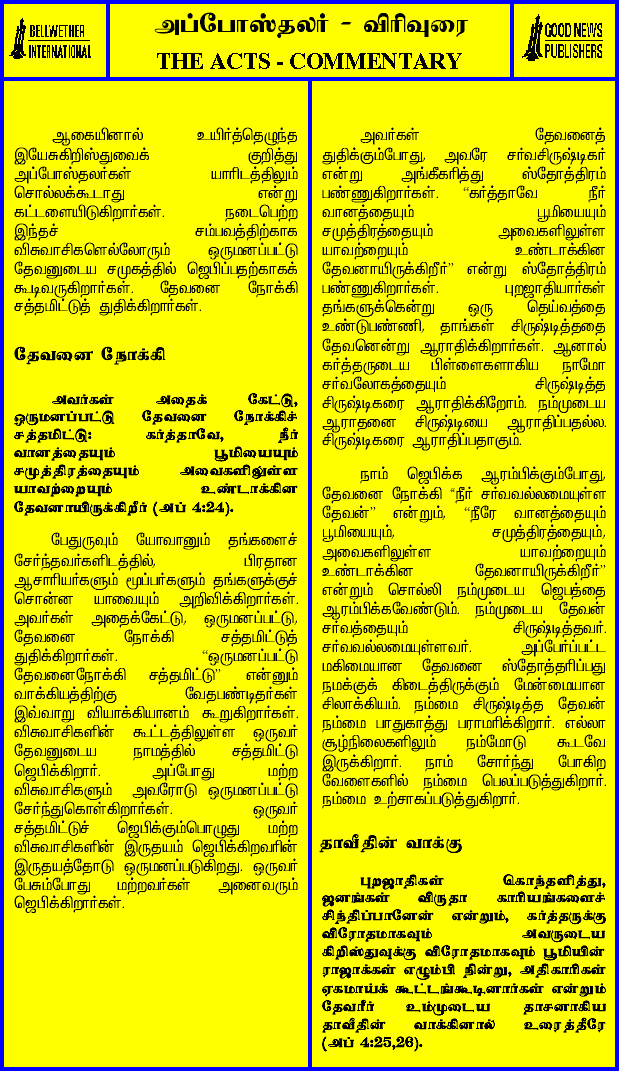 BELLWETHER
INTERNATIONAL
அப்போஸ்தலர் - விரிவுரை
THE ACTS - COMMENTARY
GOOD NEWS
PUBLISHERS
ஆகையினால் உயிர்த்தெழுந்த
இயேசுகிறிஸ்துவைக் குறித்து
அப்போஸ்தலர்கள் யாரிடத்திலும்
சொல்லக்கூடாது என்று
கட்டளையிடுகிறார்கள். நடைபெற்ற
இந்தச் சம்பவத்திற்காக
விசுவாசிகளெல்லோரும் ஒருமனப்பட்டு
தேவனுடைய சமுகத்தில் ஜெபிப்பதற்காகக்
கூடிவருகிறார்கள். தேவனை நோக்கி
சத்தமிட்டுத் துதிக்கிறார்கள்.
தேவனை நோக்கி
அவர்கள் அதைக் கேட்டு,
ஒருமனப்பட்டு தேவனை நோக்கிச்
சத்தமிட்டு: கர்த்தாவே, நீர்
வானத்தையும் பூமியையும்
சமுத்திரத்தையும் அவைகளிலுள்ள
யாவற்றையும் உண்டாக்கின
தேவனாயிருக்கிறீர் (அப் 4:24).
பேதுருவும் யோவானும் தங்களைச்
சேர்ந்தவர்களிடத்தில், பிரதான
ஆசாரியர்களும் மூப்பர்களும் தங்களுக்குச்
சொன்ன யாவையும் அறிவிக்கிறார்கள்.
அவர்கள் அதைக்கேட்டு, ஒருமனப்பட்டு,
தேவனை நோக்கி சத்தமிட்டுத்
துதிக்கிறார்கள். “ஒருமனப்பட்டு
தேவனைநோக்கி சத்தமிட்டு” என்னும்
வாக்கியத்திற்கு வேதபண்டிதர்கள்
இவ்வாறு வியாக்கியானம் கூறுகிறார்கள்.
விசுவாசிகளின் கூட்டத்திலுள்ள ஒருவர்
தேவனுடைய நாமத்தில் சத்தமிட்டு
ஜெபிக்கிறார். அப்போது மற்ற
விசுவாசிகளும் அவரோடு ஒருமனப்பட்டு
சேர்ந்துகொள்கிறார்கள். ஒருவர்
சத்தமிட்டுச் ஜெபிக்கும்பொழுது மற்ற
விசுவாசிகளின் இருதயம் ஜெபிக்கிறவரின்
இருதயத்தோடு ஒருமனப்படுகிறது. ஒருவர்
பேசும்போது மற்றவர்கள் அனைவரும்
ஜெபிக்கிறார்கள்.
அவர்கள் தேவனைத்
துதிக்கும்போது, அவரே சர்வசிருஷ்டிகர்
என்று அங்கீகரித்து ஸ்தோத்திரம்
பண்ணுகிறார்கள். “கர்த்தாவே நீர்
வானத்தையும் பூமியையும்
சமுத்திரத்தையும் அவைகளிலுள்ள
யாவற்றையும் உண்டாக்கின
தேவனாயிருக்கிறீர்” என்று ஸ்தோத்திரம்
பண்ணுகிறார்கள். புறஜாதியார்கள்
தங்களுக்கென்று ஒரு தெய்வத்தை
உண்டுபண்ணி, தாங்கள் சிருஷ்டித்ததை
தேவனென்று ஆராதிக்கிறார்கள். ஆனால்
கர்த்தருடைய பிள்ளைகளாகிய நாமோ
சர்வலோகத்தையும் சிருஷ்டித்த
சிருஷ்டிகரை ஆராதிக்கிறோம். நம்முடைய
ஆராதனை சிருஷ்டியை ஆராதிப்பதல்ல.
சிருஷ்டிகரை ஆராதிப்பதாகும்.
நாம் ஜெபிக்க ஆரம்பிக்கும்போது,
தேவனை நோக்கி “நீர் சர்வவல்லமையுள்ள
தேவன்” என்றும், “நீரே வானத்தையும்
பூமியையும், சமுத்திரத்தையும்,
அவைகளிலுள்ள யாவற்றையும்
உண்டாக்கின தேவனாயிருக்கிறீர்”
என்றும் சொல்லி நம்முடைய ஜெபத்தை
ஆரம்பிக்கவேண்டும். நம்முடைய தேவன்
சர்வத்தையும் சிருஷ்டித்தவர்.
சர்வவல்லமையுள்ளவர். அப்பேர்ப்பட்ட
மகிமையான தேவனை ஸ்தோத்தரிப்பது
நமக்குக் கிடைத்திருக்கும் மேன்மையான
சிலாக்கியம். நம்மை சிருஷ்டித்த தேவன்
நம்மை பாதுகாத்து பராமரிக்கிறார். எல்லா
சூழ்நிலைகளிலும் நம்மோடு கூடவே
இருக்கிறார். நாம் சோர்ந்து போகிற
வேளைகளில் நம்மை பெலப்படுத்துகிறார்.
நம்மை உற்சாகப்படுத்துகிறார்.
தாவீதின் வாக்கு
புறஜாதிகள் கொந்தளித்து,
ஜனங்கள் விருதா காரியங்களைச்
சிந்திப்பானேன் என்றும், கர்த்தருக்கு
விரோதமாகவும் அவருடைய
கிறிஸ்துவுக்கு விரோதமாகவும் பூமியின்
ராஜாக்கள் எழும்பி நின்று, அதிகாரிகள்
ஏகமாய்க் கூட்டங்கூடினார்கள் என்றும்
தேவரீர் உம்முடைய தாசனாகிய
தாவீதின் வாக்கினால் உரைத்தீரே
(அப் 4:25,26).